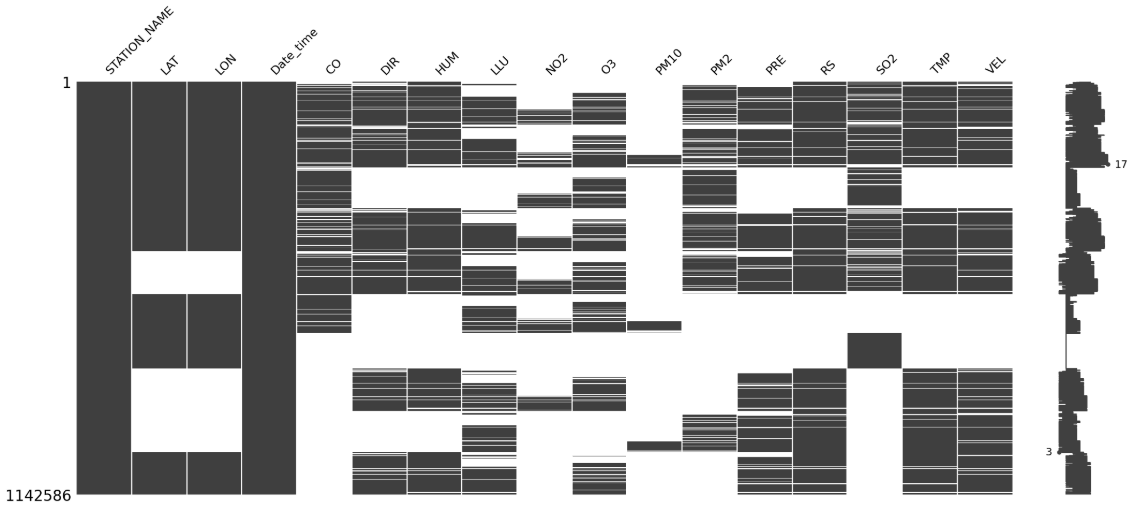 STATION_NAME
LAT
LON
Date_time
CO
DIR
HUM
LLU
NO2
O3
PM10
PM2
PRE
RS
SO2
TMP
VEL
1
17
3
1142586